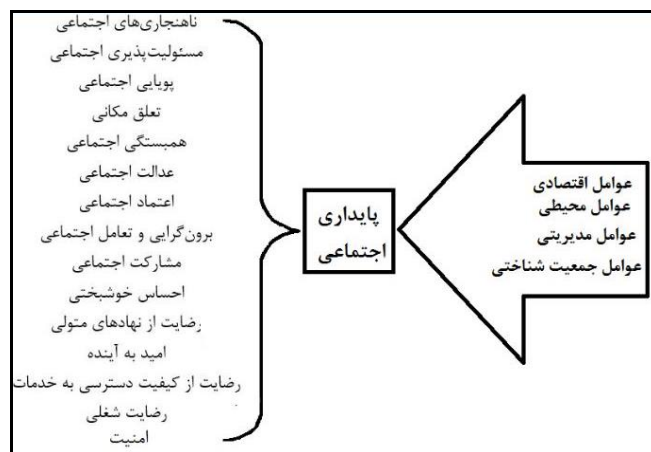 عوامل اقتصادی
عوامل محیطی
عوامل مدیریتی
عوامل جمعیت شناختی
پایداری
اجتماعی
ناهنجاری‌های اجتماعی
مسئولیت‌پذیری اجتماعی
پویایی اجتماعی
تعلق مکانی
همبستگی اجتماعی
عدالت اجتماعی
اعتماد اجتماعی
برون‌گرایی و تعامل اجتماعی
مشارکت اجتماعی
احساس خوشبختی
رضایت از نهادهای متولی
امید به آینده
رضایت از کیفیت دسترسی به خدمات
رضایت شغلی
امنیت